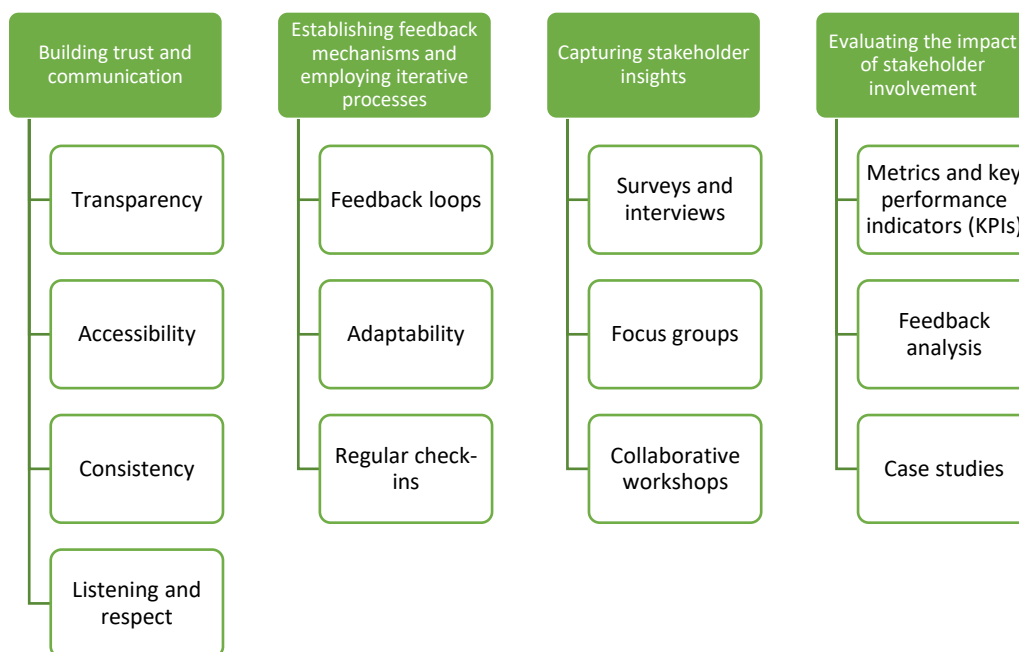 Building trust and
communication
Transparency
Accessibility
Consistency
Listening and
respect
Establishing feedback
mechanisms and
employing iterative
processes
Feedback loops
Adaptability
Regular check-
ins
Capturing stakeholder
insights
Surveys and
interviews
Focus groups
Collaborative
workshops
Evaluating the impact
of stakeholder
involvement
Metrics and key
performance
indicators (KPIs)
Feedback
analysis
Case studies